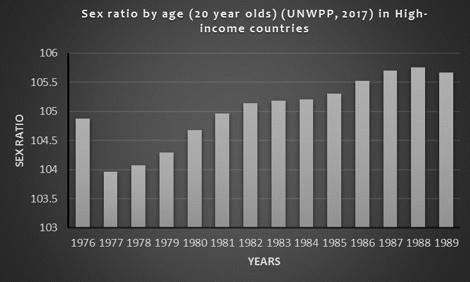 Sex ratio by age (20 year olds) (UNWPP, 2017) in High-
income countries
106
105.5
105
104.5
104
103.5
103
SEX RATIO
1976 1977 1978 1979 1980 1981 1982 1983 1984 1985 1986 1987 1988 1989
YEARS